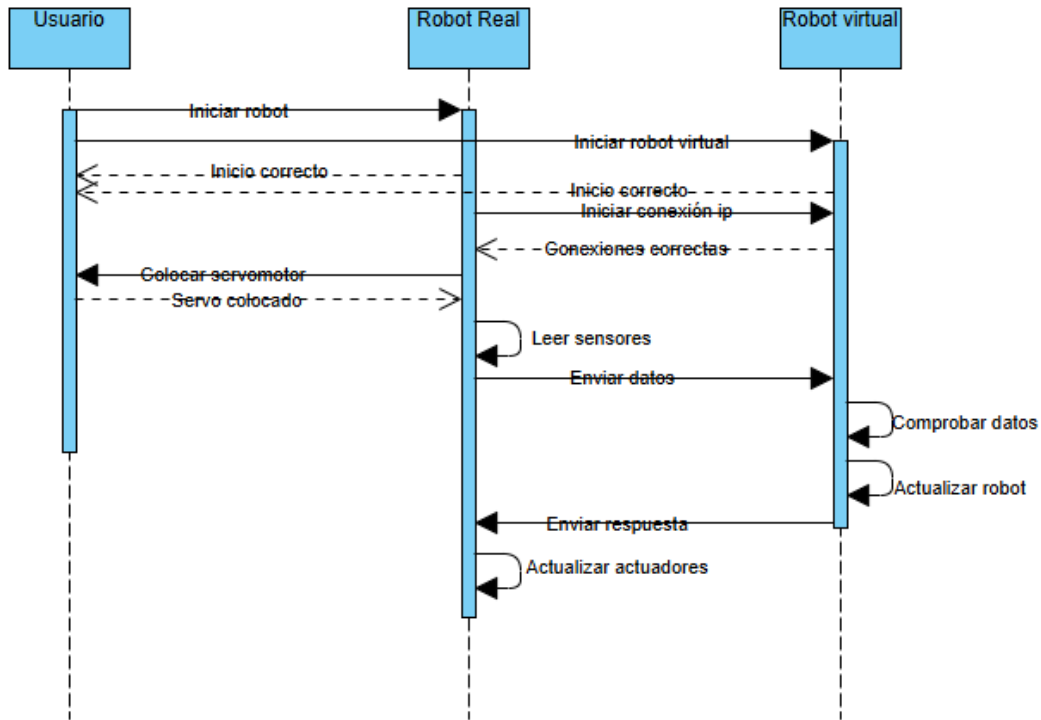 Usuario
Robot Real
Robot virtual
Iniciar robot
Iniciar robot virtual
Inicio correcto
Inicio correcto
Iniciar conexión ip
Conexiones correctas
Colocar servomotor
Servo colocado
Leer sensores
Enviar datos
Comprobar datos
Actualizar robot
Enviar respuesta
Actualizar actuadores